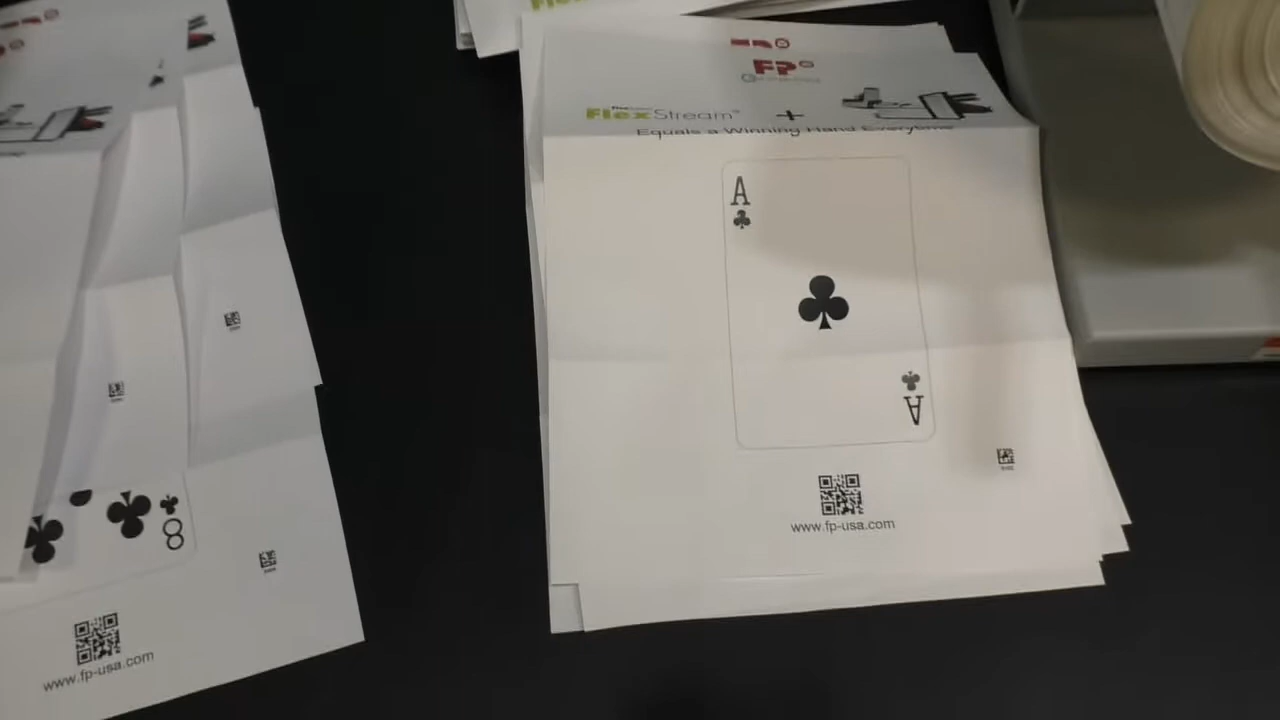 FP
FlexStream +
Equals a Winning Hand Everytime
A
A
www.fp-usa.com
8
www.fp-usa.com